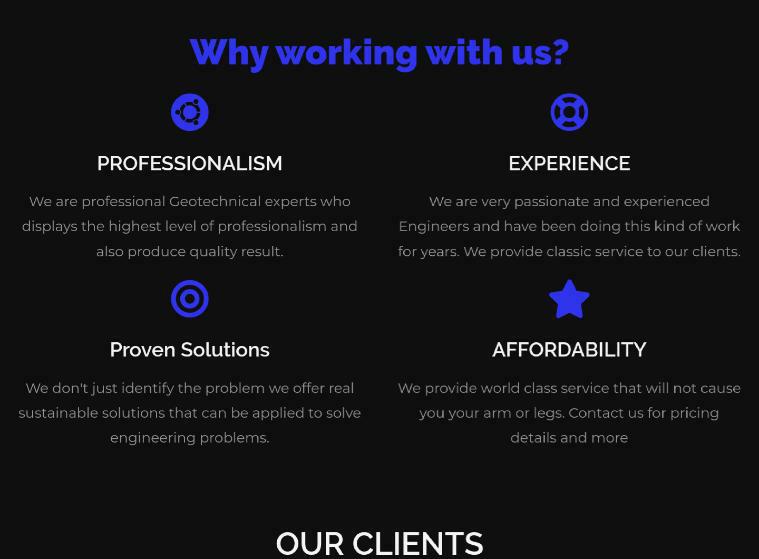 Why working with us?
PROFESSIONALISM
We are professional Geotechnical experts who
displays the highest level of professionalism and
also produce quality result.
EXPERIENCE
We are very passionate and experienced
Engineers and have been doing this kind of work
for years. We provide classic service to our clients.
Proven Solutions
We don't just identify the problem we offer real
sustainable solutions that can be applied to solve
engineering problems.
AFFORDABILITY
We provide world class service that will not cause
you your arm or legs. Contact us for pricing
details and more
OUR CLIENTS